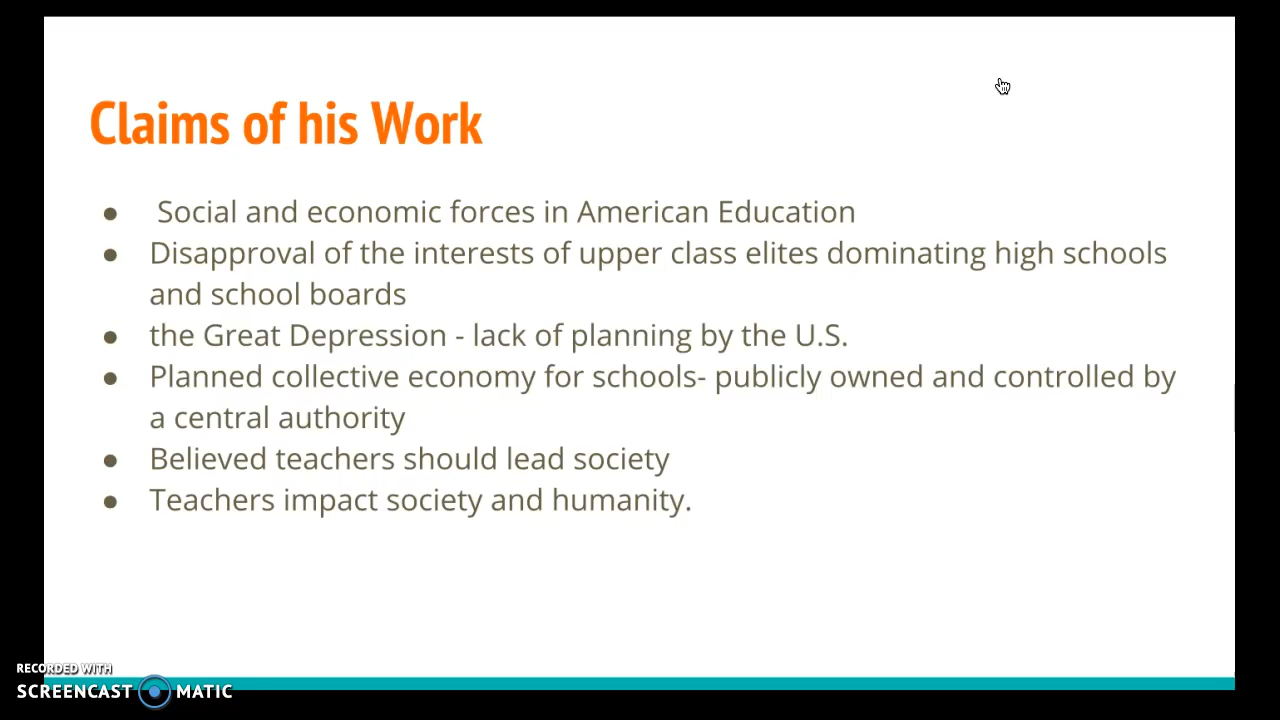 Claims of his Work
● Social and economic forces in American Education
● Disapproval of the interests of upper class elites dominating high schools
and school boards
● the Great Depression - lack of planning by the U.S.
● Planned collective economy for schools- publicly owned and controlled by
a central authority
● Believed teachers should lead society
● Teachers impact society and humanity.
RECORDED WITH
SCREENCAST MATIC